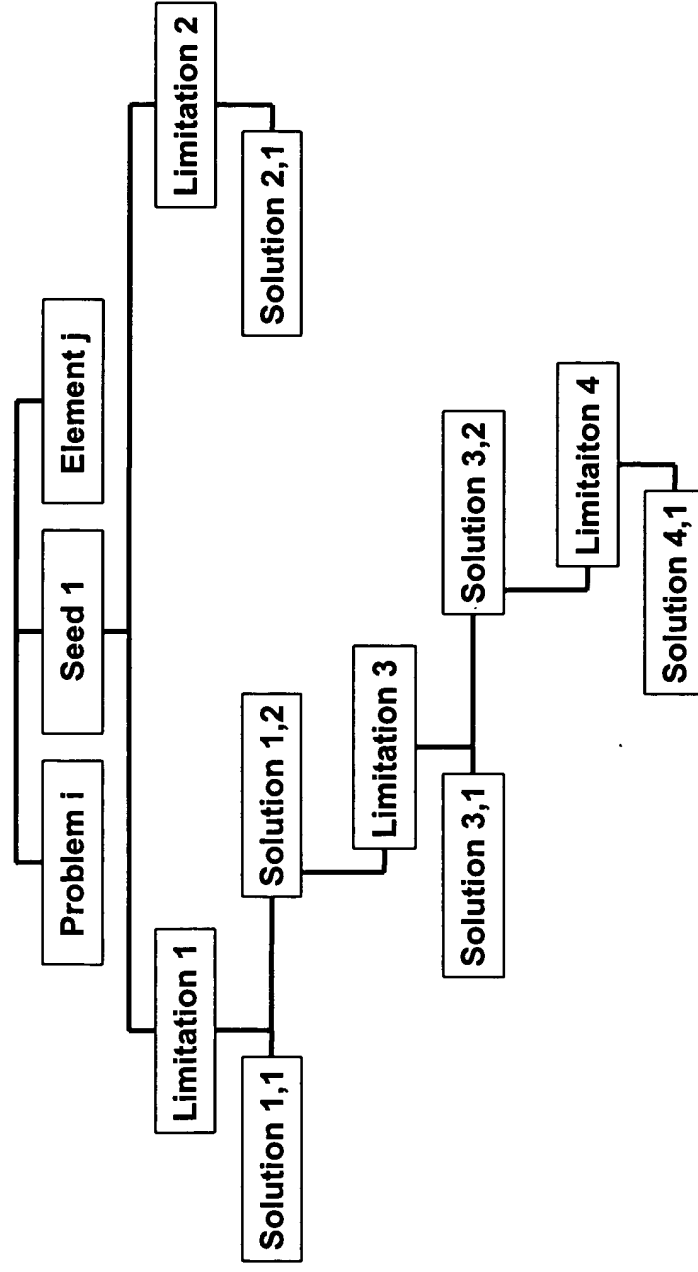 Problem i
Seed 1
Element j
Limitation 1
Limitation 2
Solution 1,1
Solution 1,2
Solution 2,1
Limitation 3
Solution 3,1
Solution 3,2
Limitaiton 4
Solution 4,1